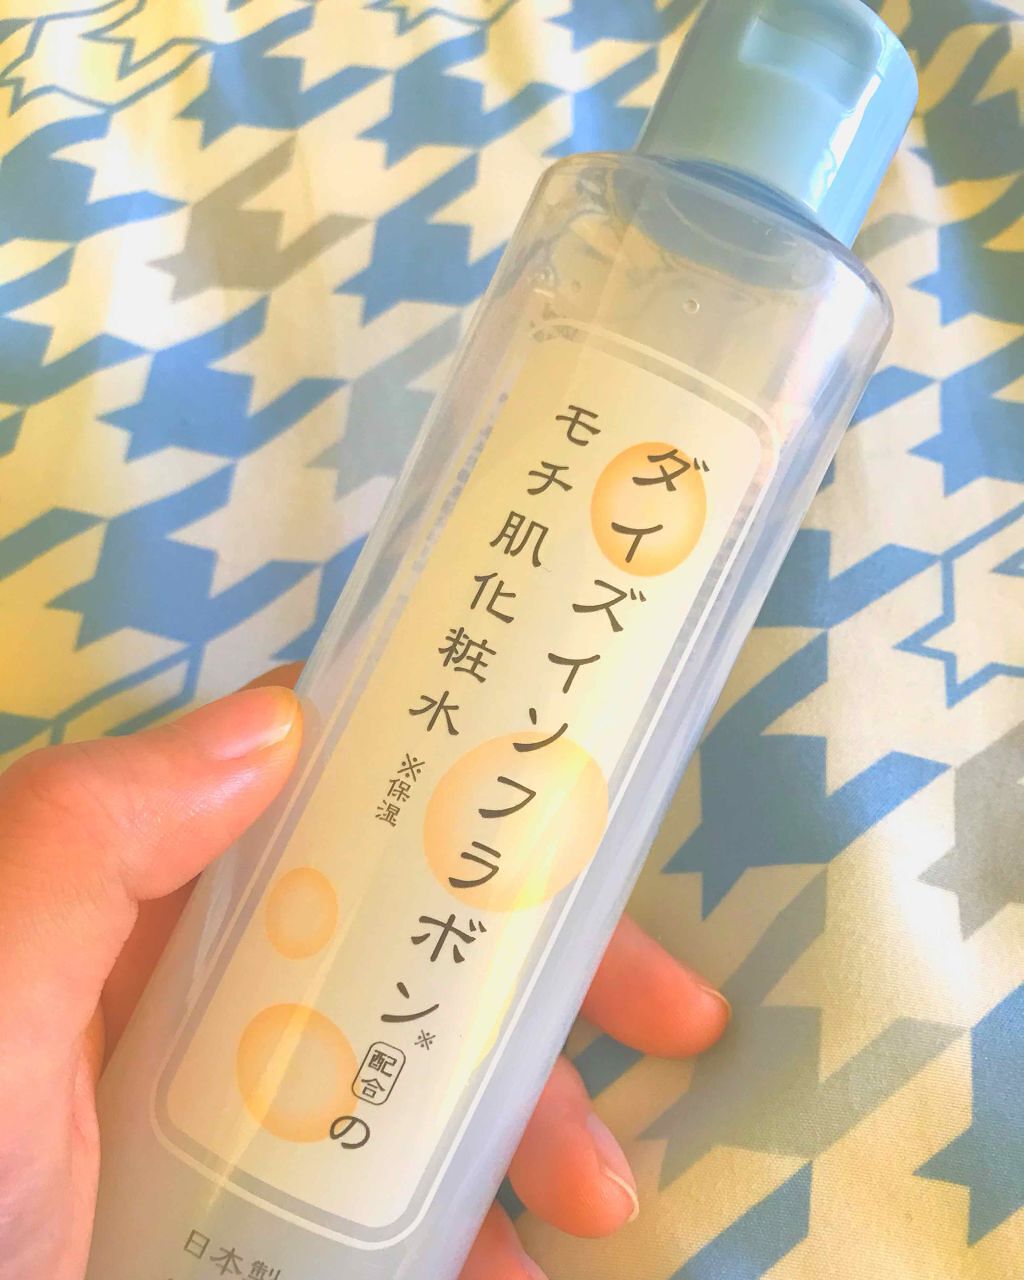 ダイズイソフラボン※配合の
モチ肌化粧水
※保湿
日本製